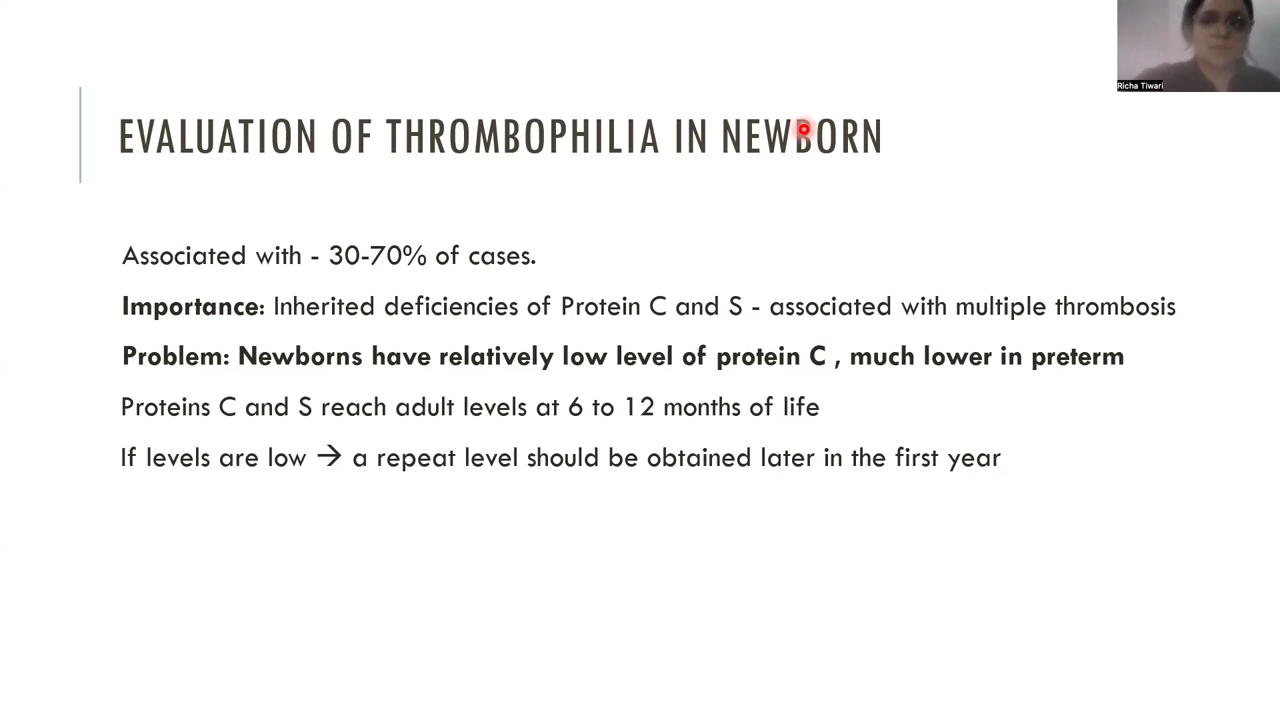 Richa Tiwari
EVALUATION OF THROMBOPHILIA IN NEWBORN
Associated with - 30-70% of cases.
Importance: Inherited deficiencies of Protein C and S - associated with multiple thrombosis
Problem: Newborns have relatively low level of protein C , much lower in preterm
Proteins C and S reach adult levels at 6 to 12 months of life
If levels are low → a repeat level should be obtained later in the first year